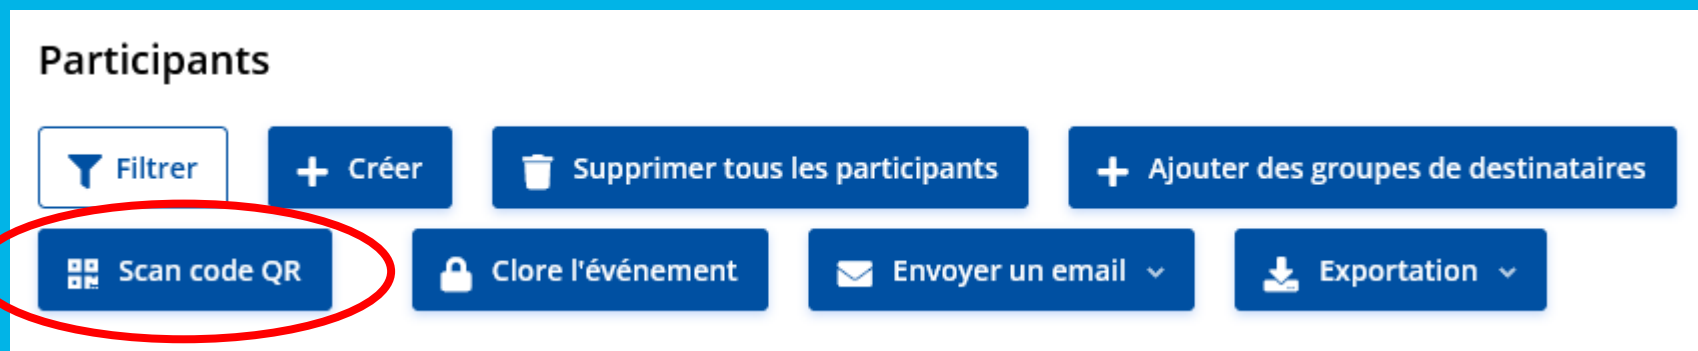 Participants
Filtrer Créer Supprimer tous les participants Ajouter des groupes de destinataires
Scan code QR Clore l'événement Envoyer un email Exportation